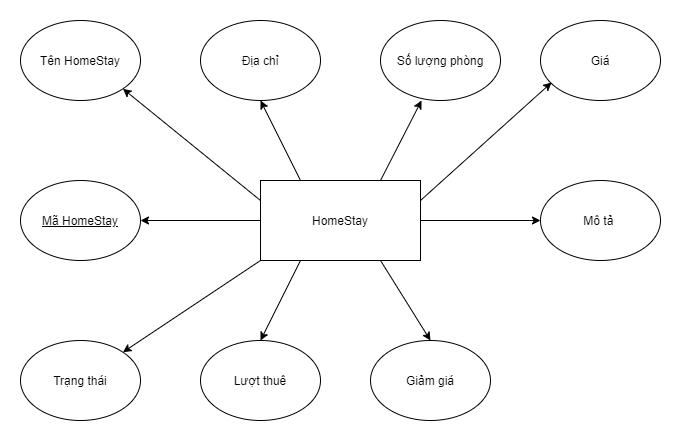 Tên HomeStay
Địa chỉ
Số lượng phòng
Giá
Mã HomeStay
HomeStay
Mô tả
Trạng thái
Lượt thuê
Giảm giá